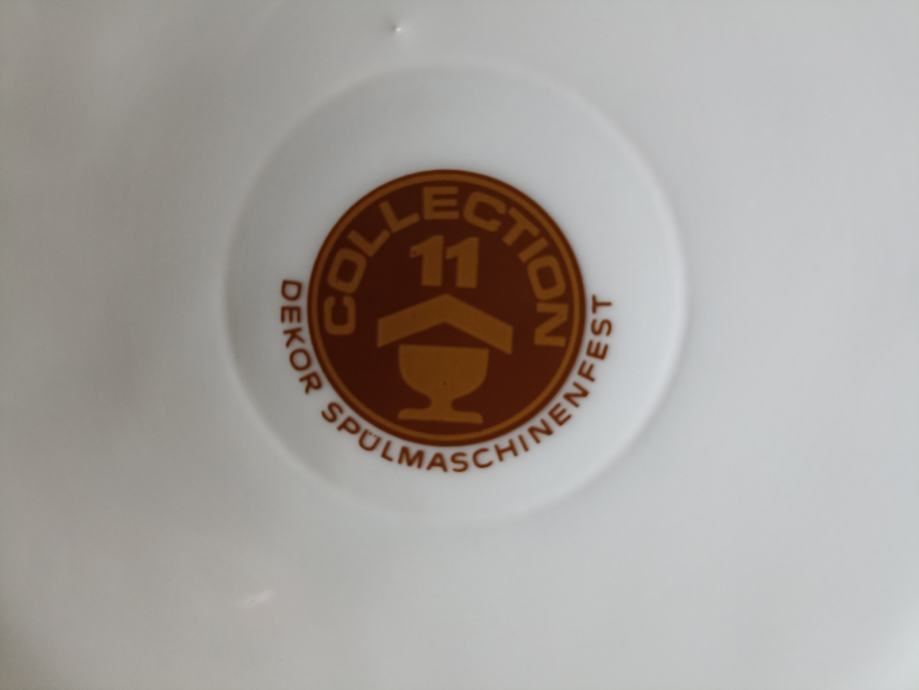 COLLECTION
11
DEKOR SPÜLMASCHINENFEST